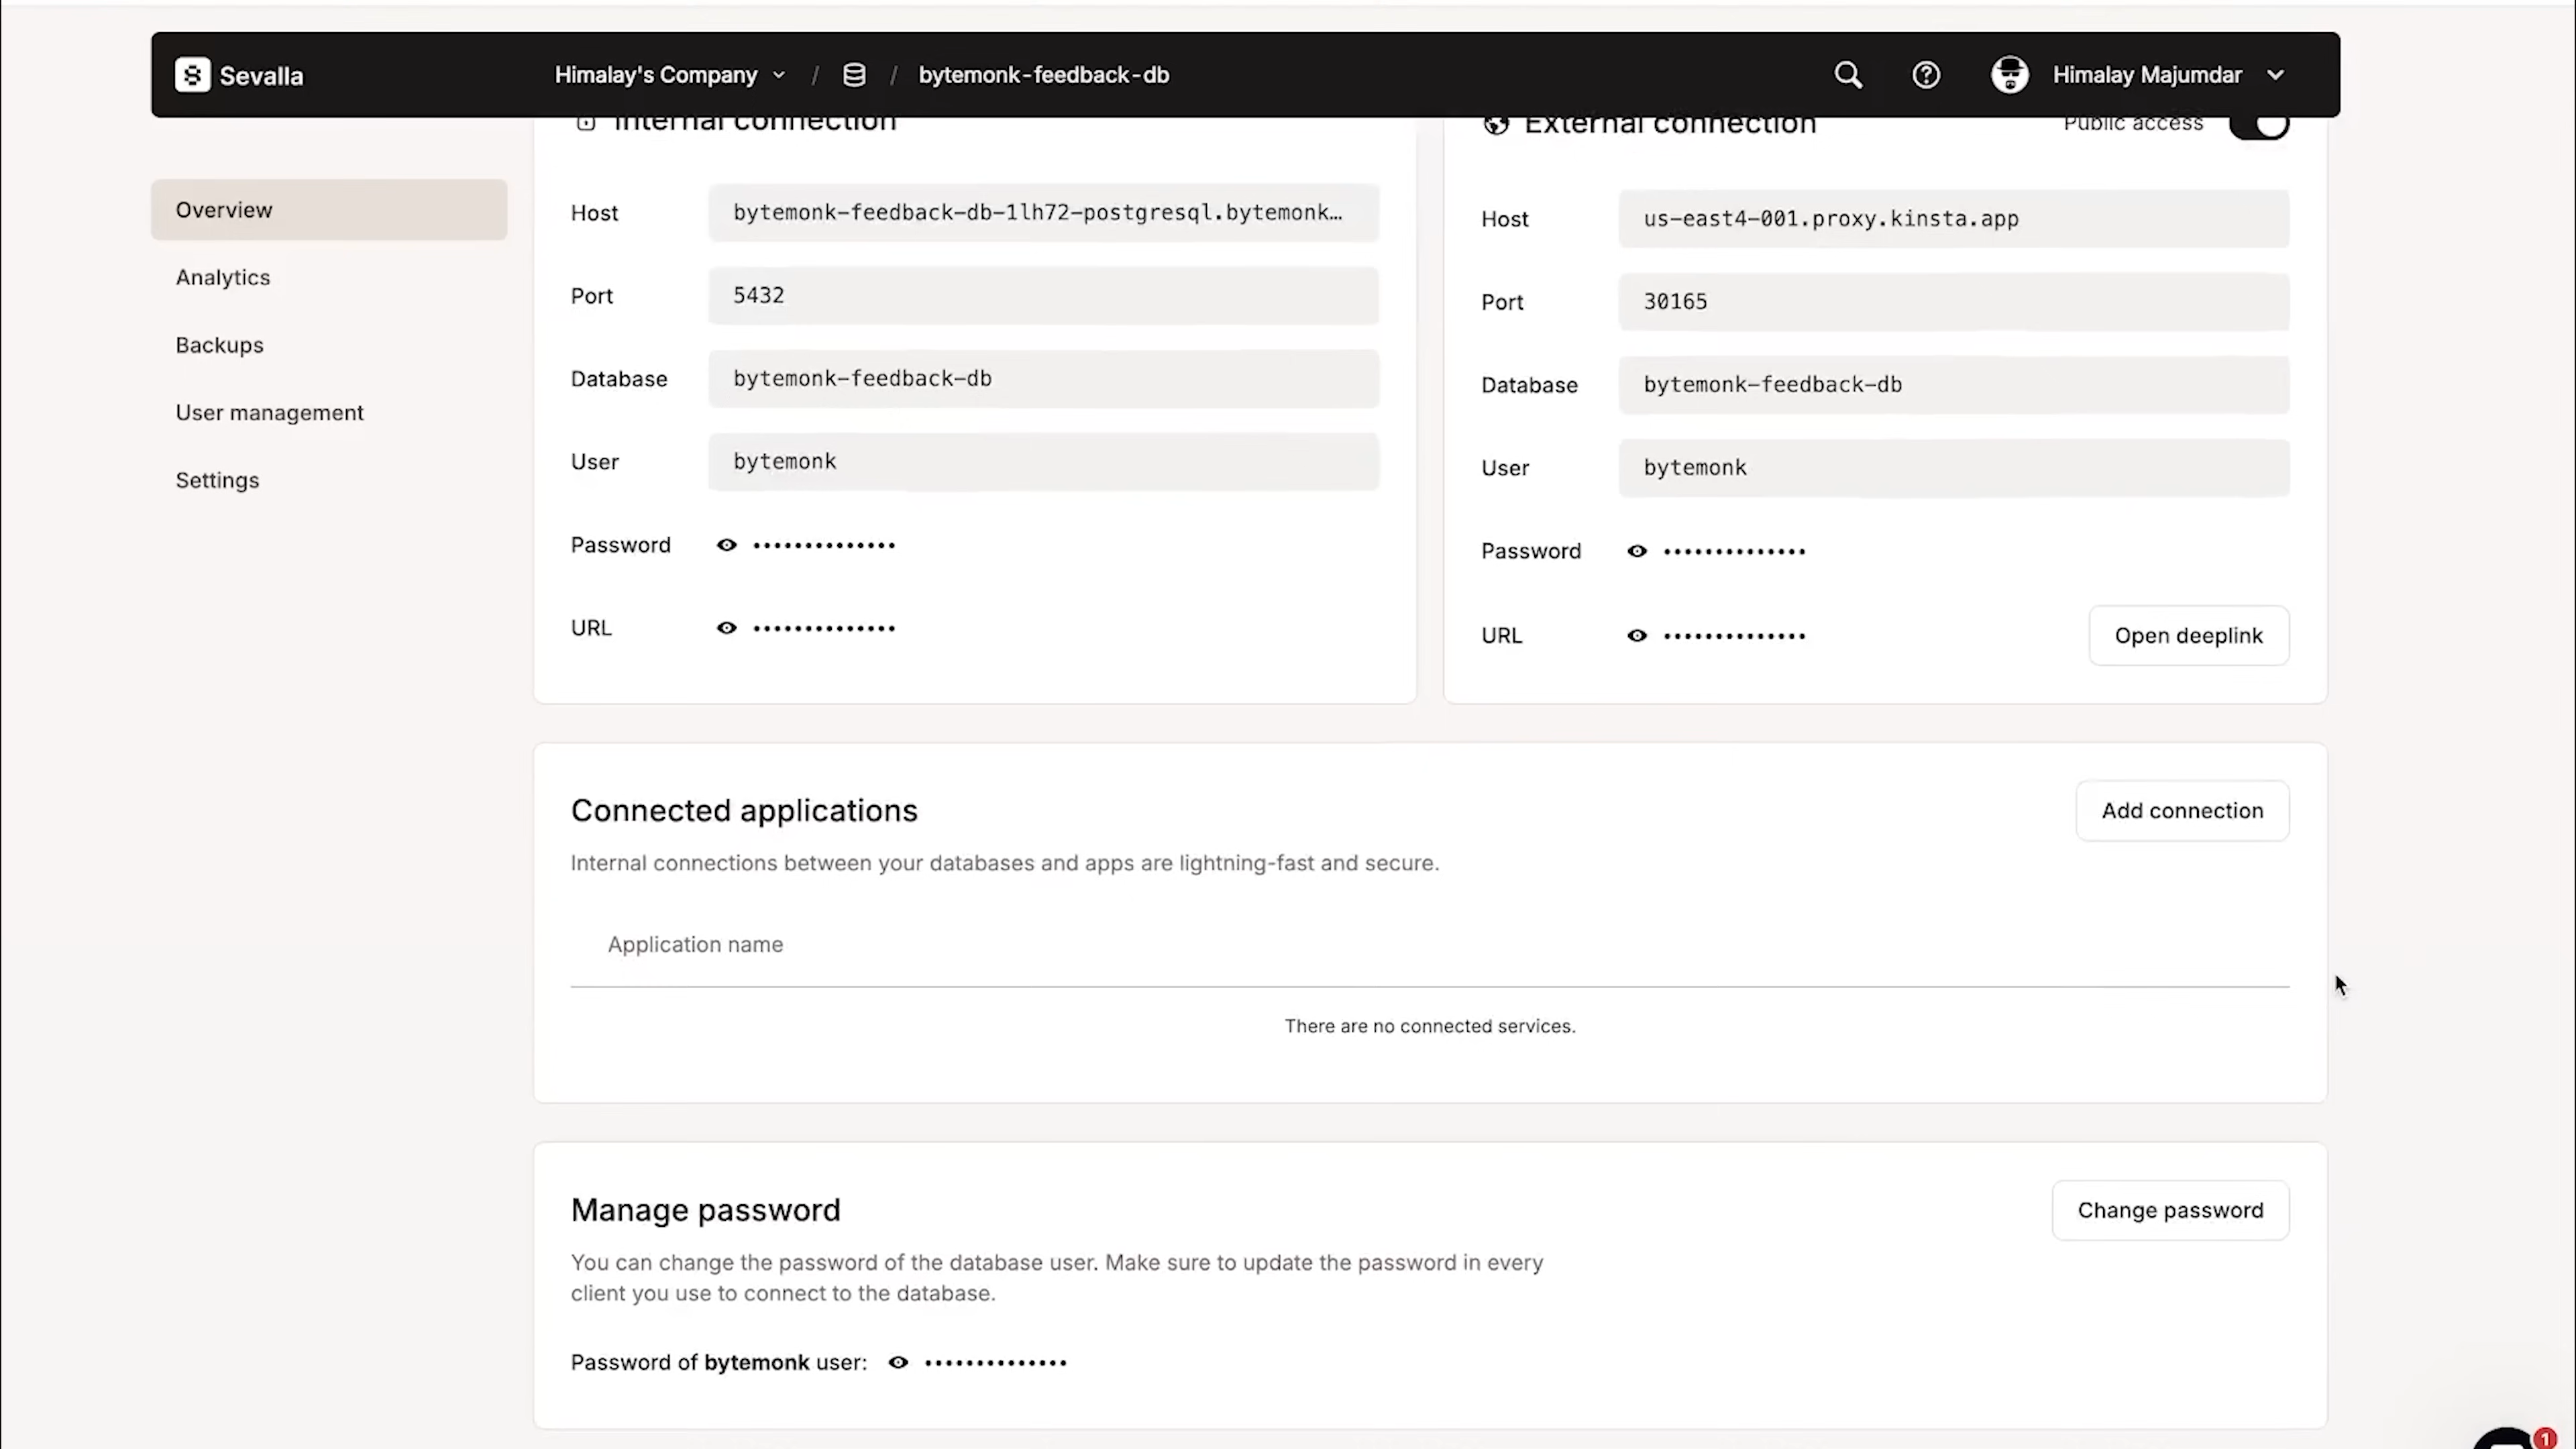 Sevalla
Himalay's Company / / bytemonk-feedback-db
Himalay Majumdar
Overview
Analytics
Backups
User management
Settings
Internal connection
Host bytemonk-feedback-db-1lh72-postgresql.bytemonk…
Port 5432
Database bytemonk-feedback-db
User bytemonk
Password ••••••••••••••
URL ••••••••••••••
External connection Public access
Host us-east4-001.proxy.kinsta.app
Port 30165
Database bytemonk-feedback-db
User bytemonk
Password ••••••••••••••
URL •••••••••••••• Open deeplink
Connected applications
Add connection
Internal connections between your databases and apps are lightning-fast and secure.
Application name
There are no connected services.
Manage password
Change password
You can change the password of the database user. Make sure to update the password in every
client you use to connect to the database.
Password of bytemonk user: ••••••••••••••
1